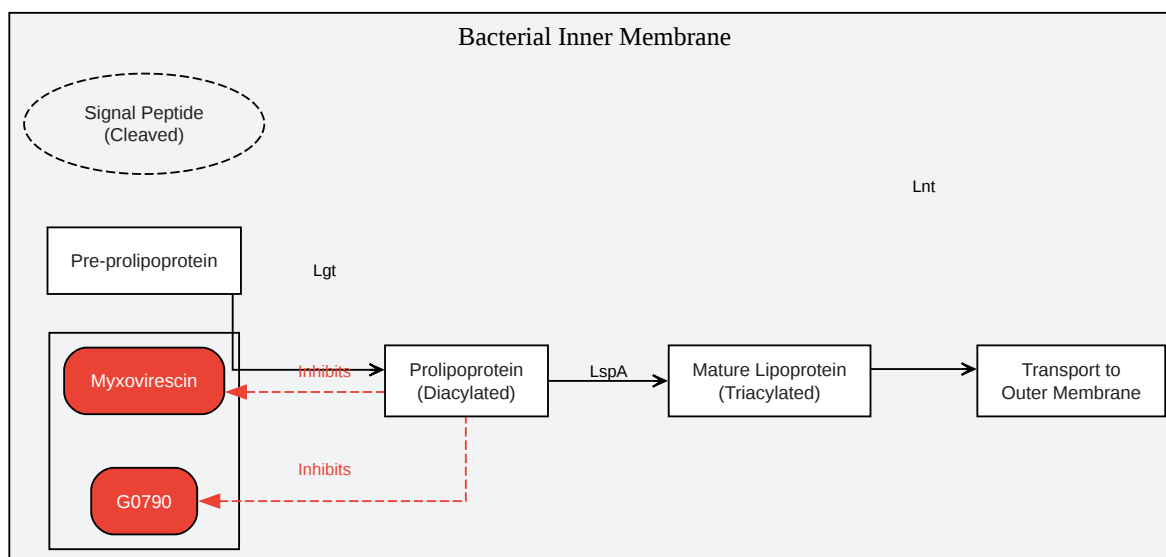 Bacterial Inner Membrane
Signal Peptide
(Cleaved)
Lnt
Pre-prolipoprotein
Lgt
Myxovirescin
Inhibits
Prolipoprotein
(Diacylated)
LspA
Mature Lipoprotein
(Triacylated)
Transport to
Outer Membrane
Inhibits
G0790